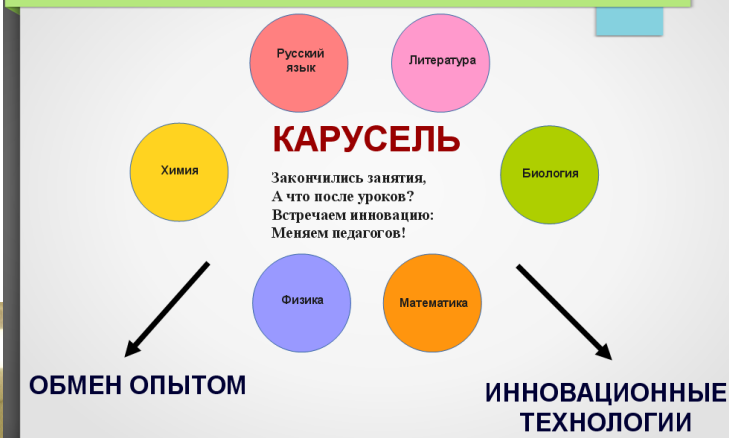 Русский
язык
Литература
КАРУСЕЛЬ
Химия
Закончились занятия,
А что после уроков?
Встречаем инновацию:
Меняем педагогов!
Биология
Физика
Математика
ОБМЕН ОПЫТОМ
ИННОВАЦИОННЫЕ
ТЕХНОЛОГИИ